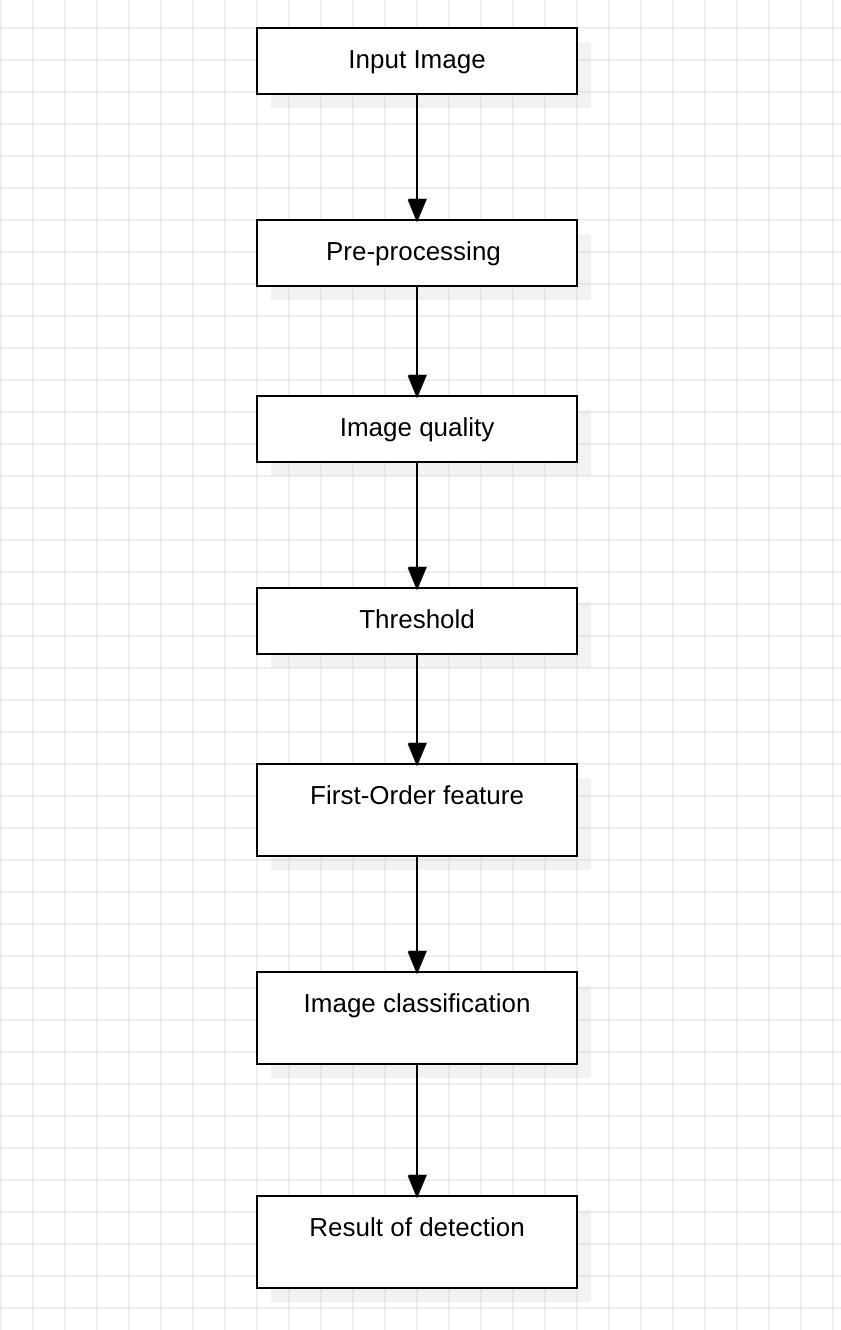 Input Image
Pre-processing
Image quality
Threshold
First-Order feature
Image classification
Result of detection